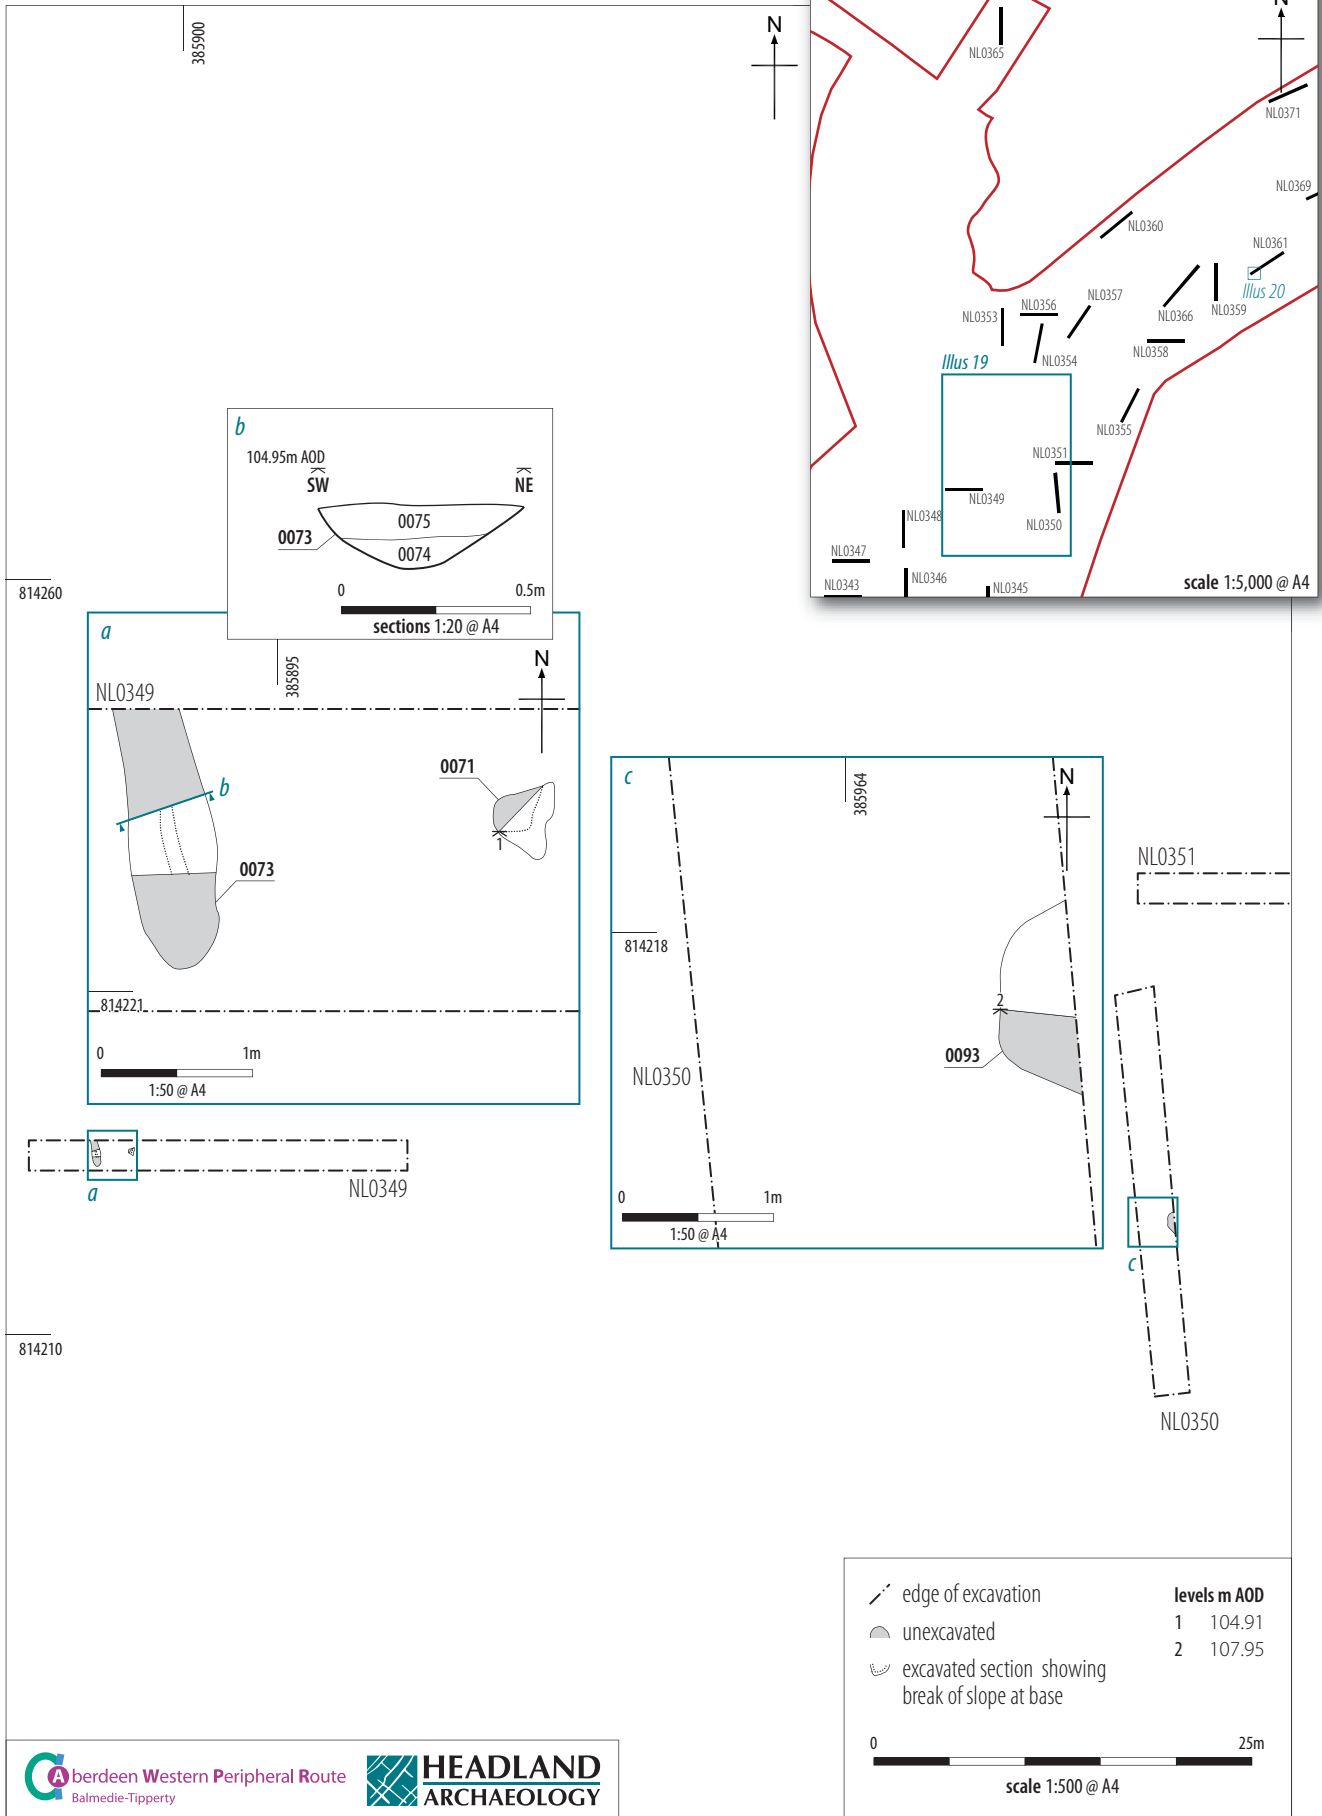 385900
N
N
NL0365
NL0371
NL0369
NL0360
NL0361
Illus 20
NL0357
NL0356
NL0353
NL0366
NL0359
NL0354
NL0358
Illus 19
NL0355
NL0351
NL0349
NL0348
NL0350
NL0347
NL0346
NL0343
NL0345
scale 1:5,000 @ A4
b
104.95m AOD
SW
NE
0075
0073
0074
0 0.5m
sections 1:20 @ A4
814260
a
385895
N
NL0349
b
0071
1
0073
814221
0 1m
1:50 @ A4
c
385964
N
814218
2
0093
NL0350
0 1m
1:50 @ A4
NL0351
a
NL0349
c
814210
NL0350
edge of excavation
unexcavated
excavated section showing
break of slope at base
levels m AOD
1 104.91
2 107.95
0 25m
scale 1:500 @ A4
Aberdeen Western Peripheral Route
Balmedie-Tipperty
HEADLAND
ARCHAEOLOGY